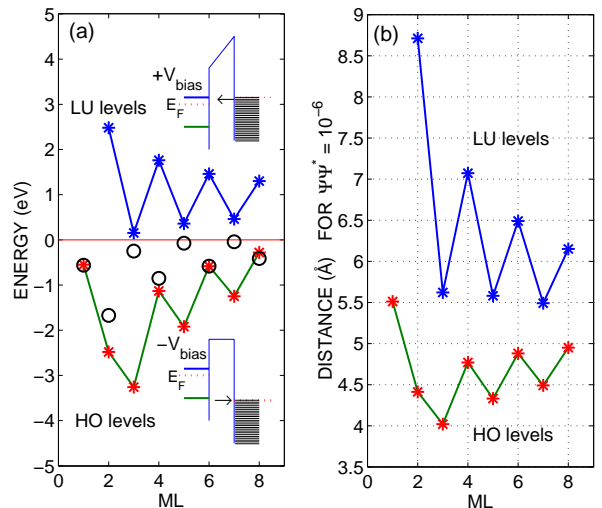 (a)
ENERGY (eV)
5
4
3
2
1
0
−1
−2
−3
−4
−5
+V_bias
E_F
LU levels
−V_bias
E_F
HO levels
0 2 4 6 8
ML
(b)
DISTANCE (Å) FOR ΨΨ* = 10^−6
9
8.5
8
7.5
7
6.5
6
5.5
5
4.5
4
3.5
LU levels
HO levels
0 2 4 6 8
ML